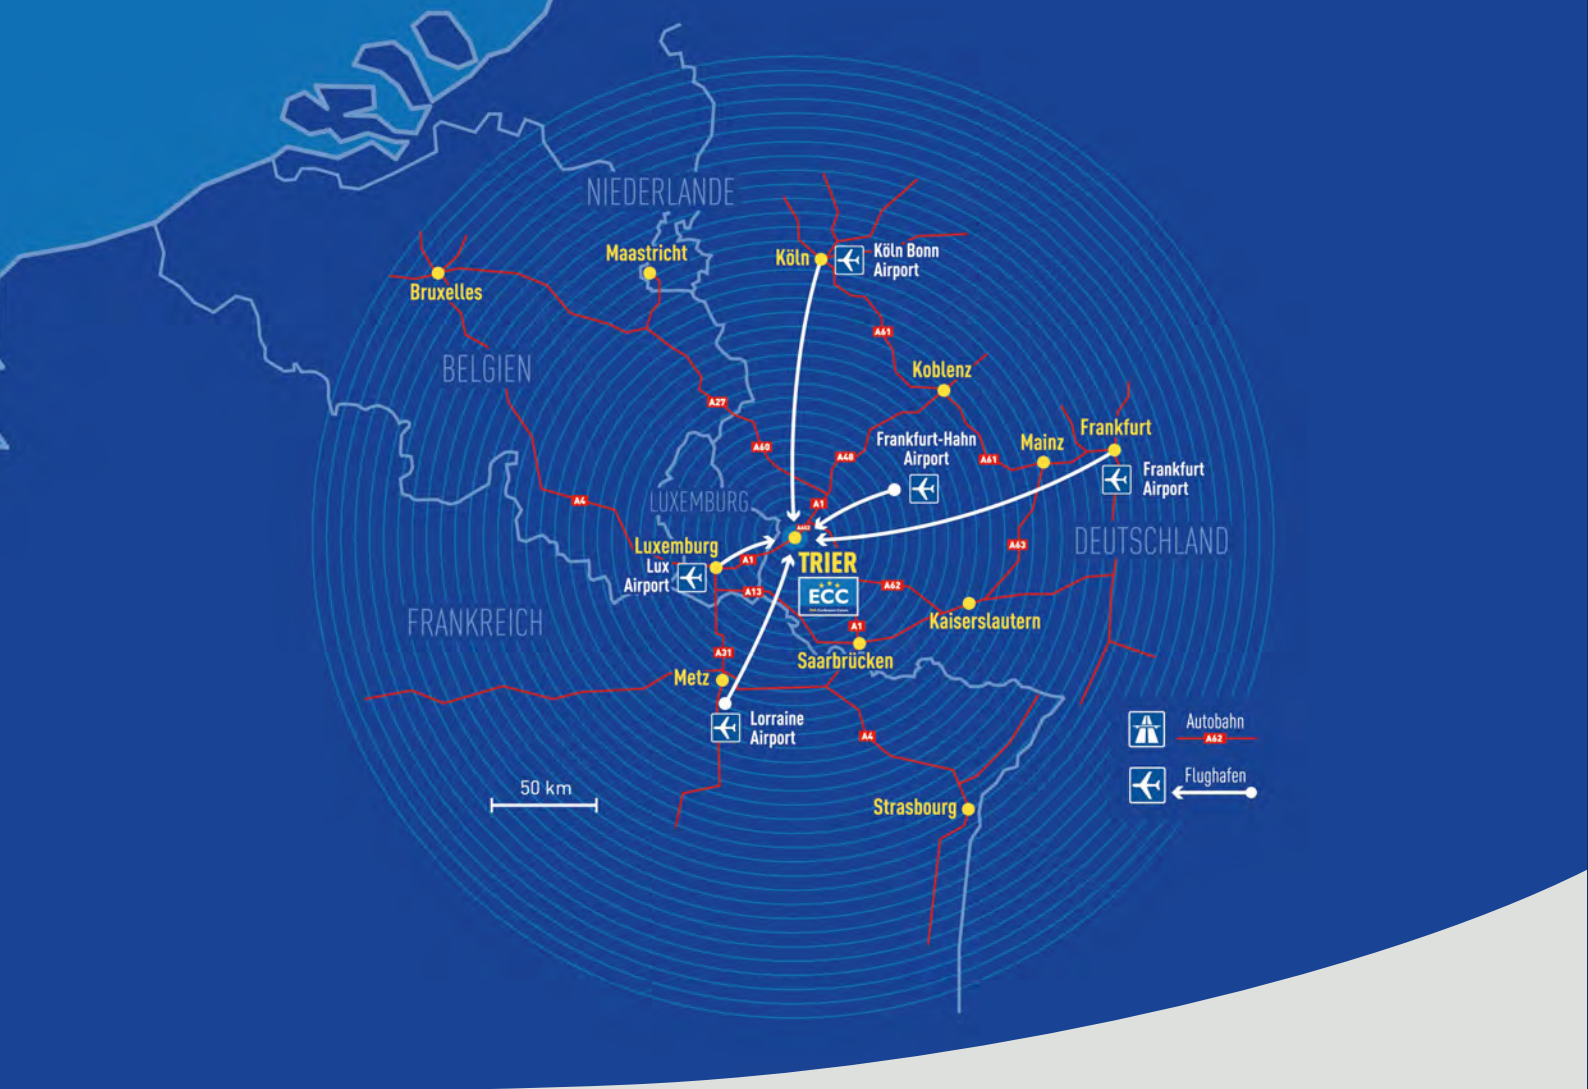 NIEDERLANDE
Maastricht
Köln
Köln Bonn
Airport
Bruxelles
A61
BELGIEN
Koblenz
A27
Frankfurt
Frankfurt-Hahn
Airport
Mainz
A60
A48
A61
Frankfurt
Airport
LUXEMBURG
A4
A1
DEUTSCHLAND
Luxemburg
Lux
Airport
A1
TRIER
A63
ECC
A62
A13
FRANKREICH
Kaiserslautern
A1
A31
Saarbrücken
Metz
Lorraine
Airport
A4
Autobahn
A62
Flughafen
50 km
Strasbourg